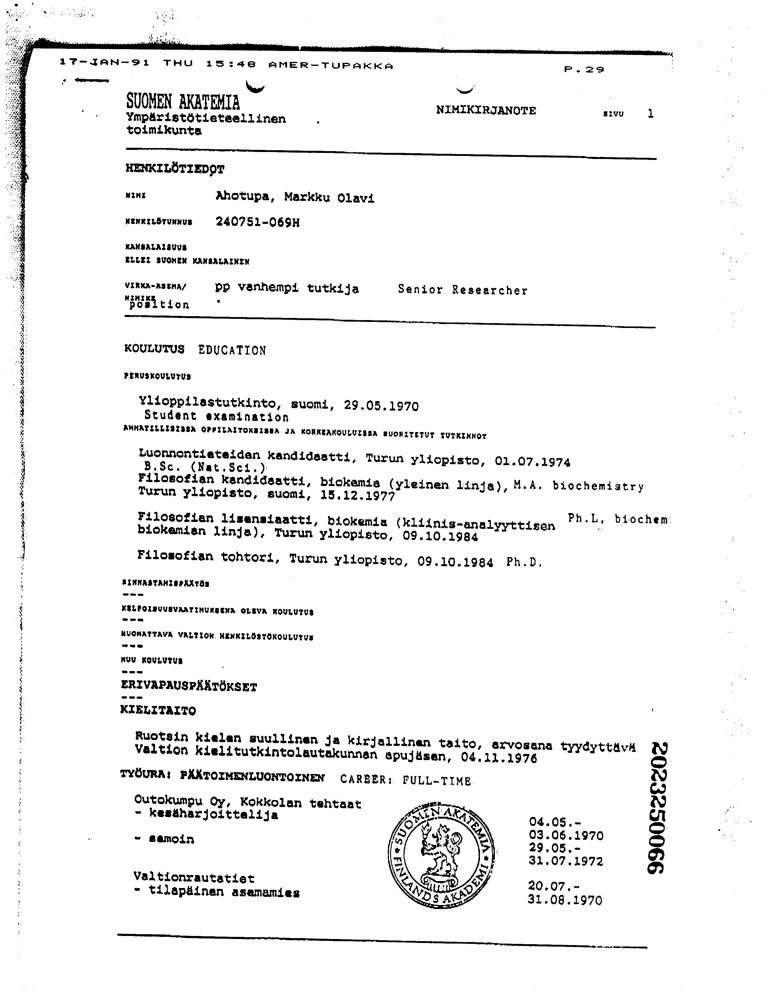 17-JAN-91 THU 15:48 AMER-TUPAKKA P.29
SUOMEN AKATEMIA NIMIKIRJANOTE SIVU 1
Ympäristötieteellinen
toimikunta
HENKILÖTIEDOT
NIMI Ahotupa, Markku Olavi
HENKILÖTUNNUS 240751-069H
KANSALAISUUS
ELLEI SUOMEN KANSALAINEN
VIRKA-ASEMA/ pp vanhempi tutkija Senior Researcher
NIMIKE
position
KOULUTUS EDUCATION
PERUSKOULUTUS
Ylioppilastutkinto, suomi, 29.05.1970
Student examination
AMMATILLISISSA OPPILAITOKSISSA JA KORKEAKOULUISSA SUORITETUT TUTKINNOT
Luonnontieteiden kandidaatti, Turun yliopisto, 01.07.1974
B.Sc. (Nat.Sci.)
Filosofian kandidaatti, biokemia (yleinen linja), M.A. biochemistry
Turun yliopisto, suomi, 15.12.1977
Filosofian lisensiaatti, biokemia (kliinis-analyyttisen Ph.L, biochem
biokemian linja), Turun yliopisto, 09.10.1984
Filosofian tohtori, Turun yliopisto, 09.10.1984 Ph.D.
RINNASTAMISPÄÄTÖS
---
KELPOISUUSVAATIMUKSENA OLEVA KOULUTUS
---
HUOMATTAVA VALTION HENKILÖSTÖKOULUTUS
---
MUU KOULUTUS
---
ERIVAPAUSPÄÄTÖKSET
---
KIELITAITO
Ruotsin kielen suullinen ja kirjallinen taito, arvosana tyydyttävä
Valtion kielitutkintolautakunnan apujäsen, 04.11.1976
TYÖURA: PÄÄTOIMENLUONTOINEN CAREER: FULL-TIME
Outokumpu Oy, Kokkolan tehtaat
- kesäharjoittelija 04.05.-
03.06.1970
- samoin 29.05.-
31.07.1972
Valtionrautatiet
- tilapäinen asemamies 20.07.-
31.08.1970
SUOMEN AKATEMIA
FINLANDS AKADEMI
2023250066